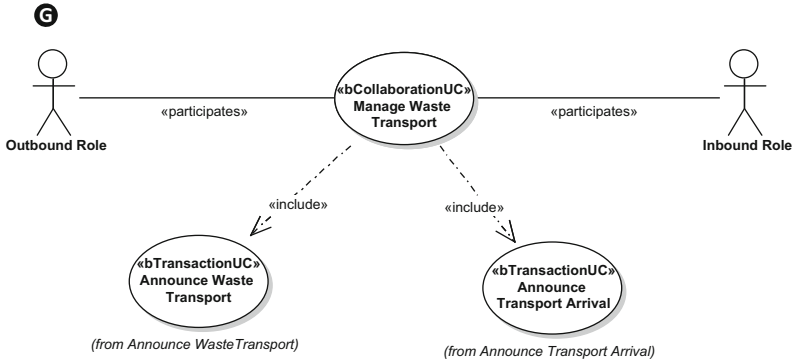 G
«bCollaborationUC»
Manage Waste
Transport
«participates»
«participates»
Outbound Role
Inbound Role
«include»
«include»
«bTransactionUC»
Announce Waste
Transport
«bTransactionUC»
Announce
Transport Arrival
(from Announce WasteTransport)
(from Announce Transport Arrival)